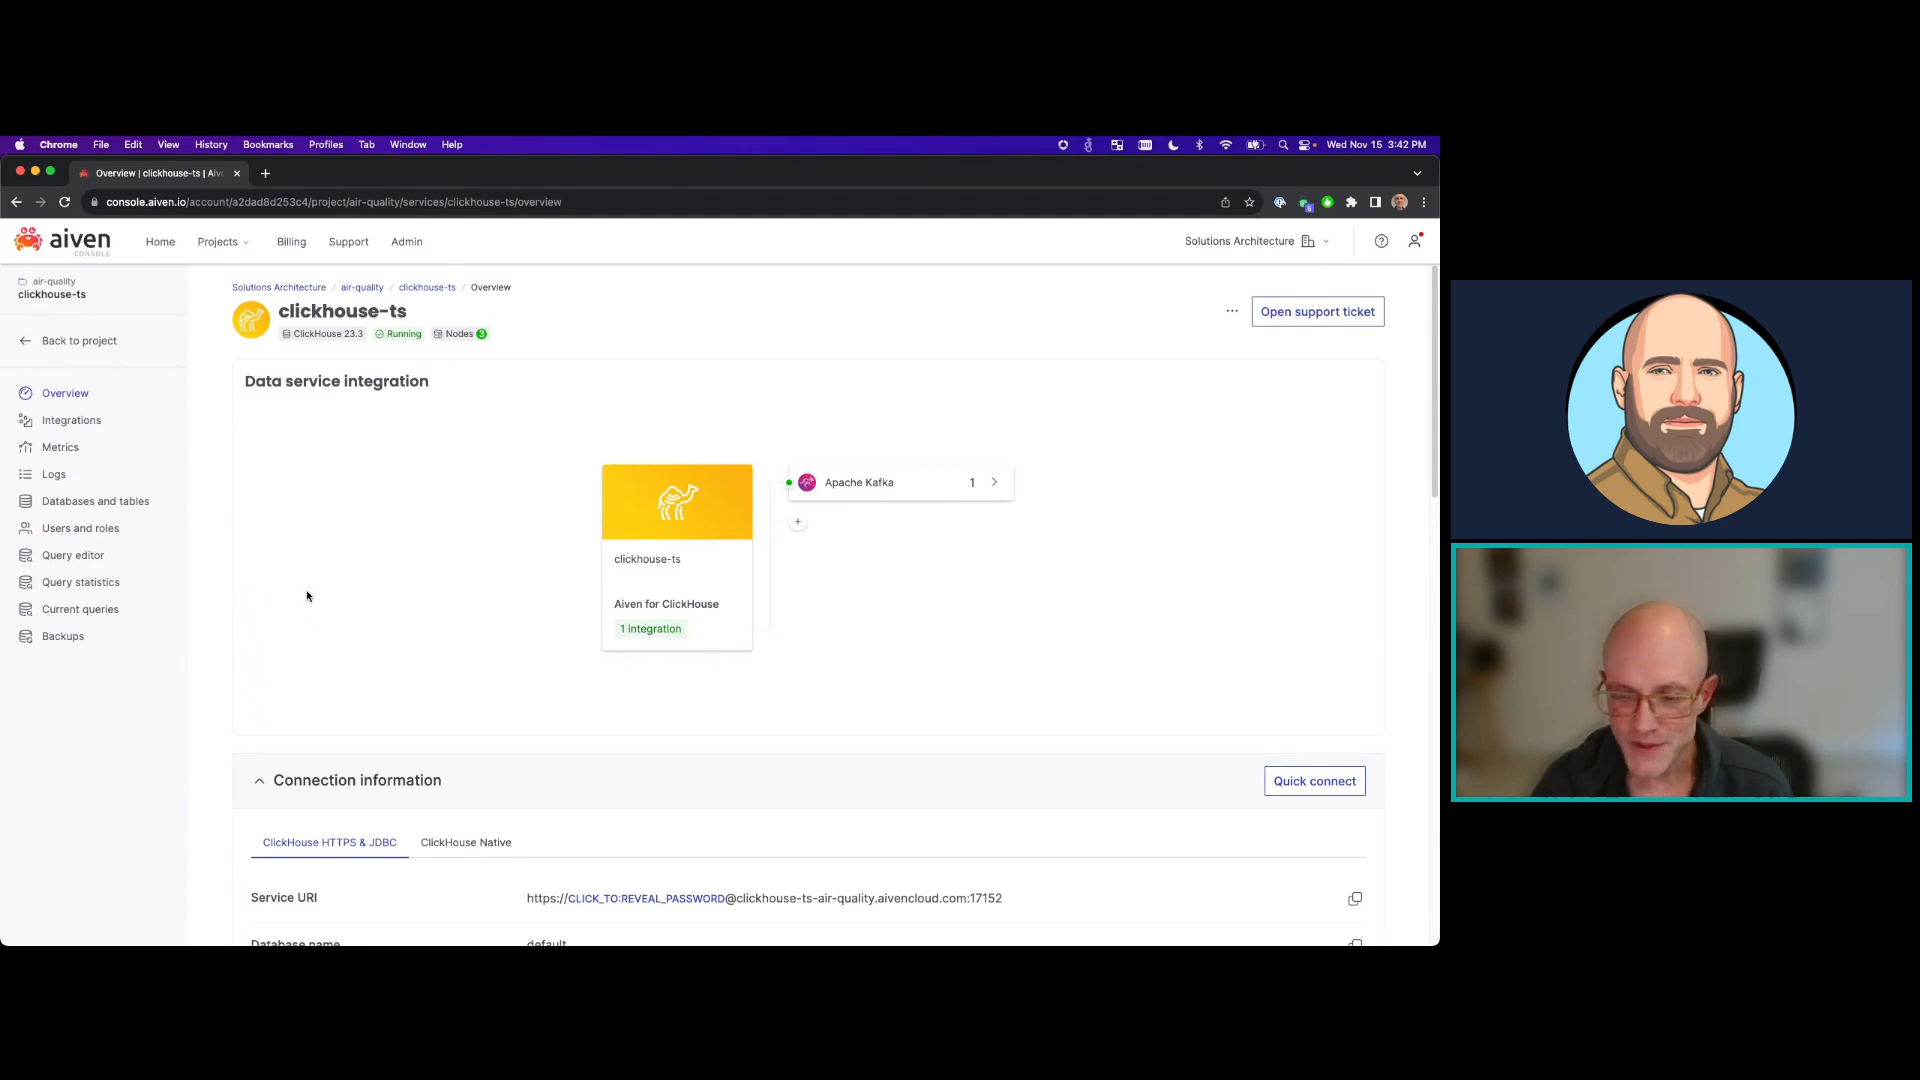 Chrome File Edit View History Bookmarks Profiles Tab Window Help Wed Nov 15 3:42 PM
Overview | clickhouse-ts | Aiv
console.aiven.io/account/a2dad8d253c4/project/air-quality/services/clickhouse-ts/overview
5
aiven
CONSOLE
Home Projects Billing Support Admin Solutions Architecture
air-quality
clickhouse-ts
Back to project
Overview
Integrations
Metrics
Logs
Databases and tables
Users and roles
Query editor
Query statistics
Current queries
Backups
Solutions Architecture / air-quality / clickhouse-ts / Overview
clickhouse-ts
ClickHouse 23.3 Running Nodes 3
Open support ticket
Data service integration
Apache Kafka 1
clickhouse-ts
Aiven for ClickHouse
1 integration
Connection information
Quick connect
ClickHouse HTTPS & JDBC ClickHouse Native
Service URI https://CLICK_TO:REVEAL_PASSWORD@clickhouse-ts-air-quality.aivencloud.com:17152
Database name default